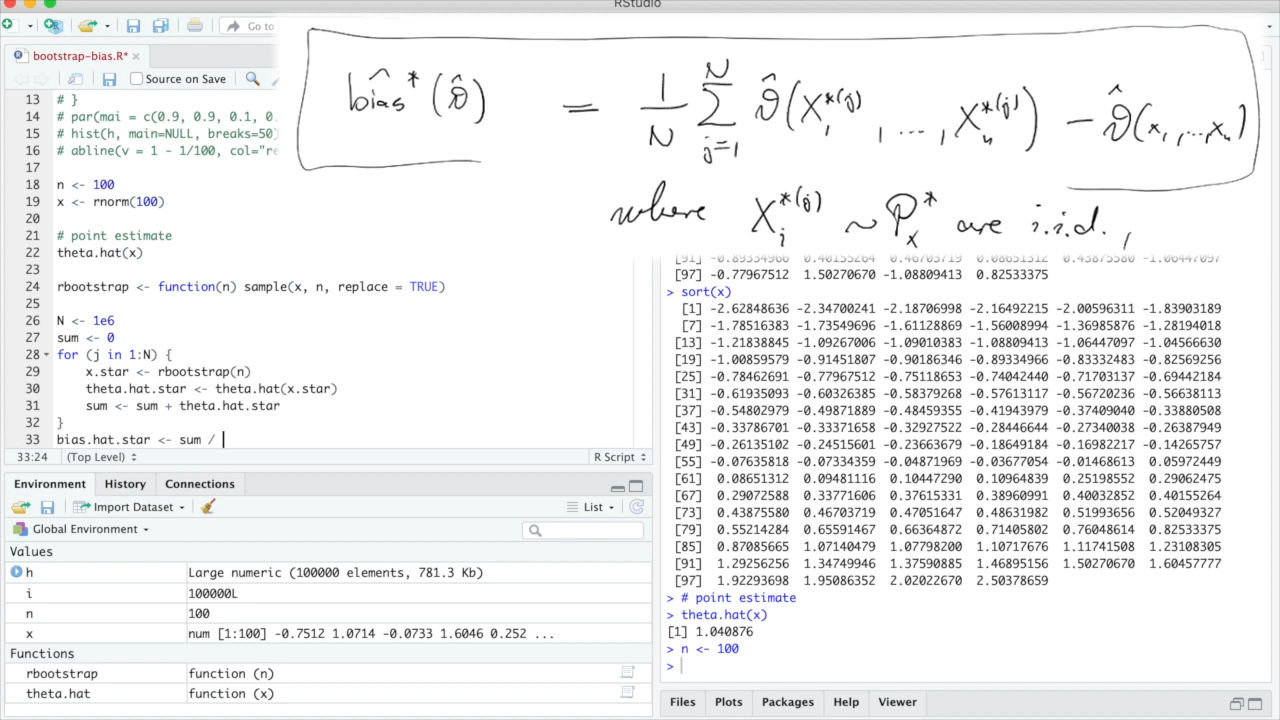 RStudio
Go to
bootstrap-bias.R* ×
Source on Save
13 # }
14 # par(mai = c(0.9, 0.9, 0.1, 0.
15 # hist(h, main=NULL, breaks=50)
16 # abline(v = 1 - 1/100, col="re
17
18 n <- 100
19 x <- rnorm(100)
20
21 # point estimate
22 theta.hat(x)
23
24 rbootstrap <- function(n) sample(x, n, replace = TRUE)
25
26 N <- 1e6
27 sum <- 0
28 for (j in 1:N) {
29 x.star <- rbootstrap(n)
30 theta.hat.star <- theta.hat(x.star)
31 sum <- sum + theta.hat.star
32 }
33 bias.hat.star <- sum /
33:24 (Top Level) R Script
bias^* (θ̂) = 1/N ∑_{j=1}^{N} θ̂(X_1^{*(j)}, ..., X_n^{*(j)}) − θ̂(x_1, ..., x_n)
where X_i^{*(j)} ~ P_x^* are i.i.d.,
[91] -0.89334966 0.40155264 0.46703719 0.08651312 0.43875580 -1.06447097
[97] -0.77967512 1.50270670 -1.08809413 0.82533375
> sort(x)
[1] -2.62848636 -2.34700241 -2.18706998 -2.16492215 -2.00596311 -1.83903189
[7] -1.78516383 -1.73549696 -1.61128869 -1.56008994 -1.36985876 -1.28194018
[13] -1.21838845 -1.09267006 -1.09010383 -1.08809413 -1.06447097 -1.04566630
[19] -1.00859579 -0.91451807 -0.90186346 -0.89334966 -0.83332483 -0.82569256
[25] -0.78462691 -0.77967512 -0.75118653 -0.74042440 -0.71703137 -0.69442184
[31] -0.61935093 -0.60326385 -0.58379268 -0.57613117 -0.56720236 -0.56638113
[37] -0.54802979 -0.49871889 -0.48459355 -0.41943979 -0.37409040 -0.33880508
[43] -0.33786701 -0.33371658 -0.32927522 -0.28446644 -0.27340038 -0.26387949
[49] -0.26135102 -0.24515601 -0.23663679 -0.18649184 -0.16982217 -0.14265757
[55] -0.07635818 -0.07334359 -0.04871969 -0.03677054 -0.01468613 0.05972449
[61] 0.08651312 0.09481116 0.10447290 0.10964839 0.25198552 0.29062475
[67] 0.29072588 0.33771606 0.37615331 0.38960991 0.40032852 0.40155264
[73] 0.43875580 0.46703719 0.47051647 0.48631982 0.51993656 0.52049327
[79] 0.55214284 0.65591467 0.66364872 0.71405802 0.76048614 0.82533375
[85] 0.87085665 1.07140479 1.07798200 1.10717676 1.11741508 1.23108305
[91] 1.29256256 1.34749946 1.37590885 1.46895156 1.50270670 1.60457777
[97] 1.92293698 1.95086352 2.02022670 2.50378659
> # point estimate
> theta.hat(x)
[1] 1.040876
> n <- 100
>
Environment History Connections
Import Dataset List
Global Environment
Values
h Large numeric (100000 elements, 781.3 Kb)
i 100000L
n 100
x num [1:100] -0.7512 1.0714 -0.0733 1.6046 0.252 ...
Functions
rbootstrap function (n)
theta.hat function (x)
Files Plots Packages Help Viewer